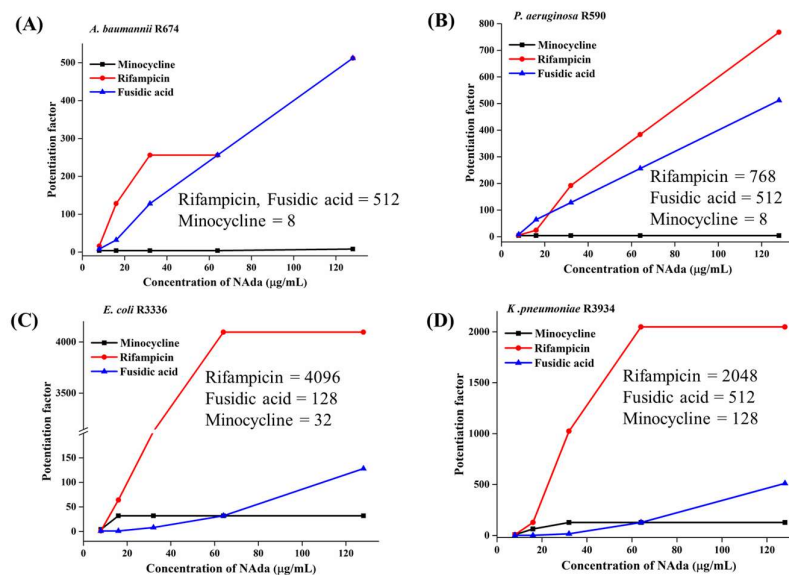 (A)
A. baumannii R674
Minocycline
Rifampicin
Fusidic acid
500
400
300
200
100
0
Potentiation factor
Rifampicin, Fusidic acid = 512
Minocycline = 8
0 20 40 60 80 100 120
Concentration of NAda (µg/mL)
(B)
P. aeruginosa R590
Minocycline
Rifampicin
Fusidic acid
800
700
600
500
400
300
200
100
0
Potentiation factor
Rifampicin = 768
Fusidic acid = 512
Minocycline = 8
0 20 40 60 80 100 120
Concentration of NAda (µg/mL)
(C)
E. coli R3336
Minocycline
Rifampicin
Fusidic acid
4000
3500
150
100
50
0
Potentiation factor
Rifampicin = 4096
Fusidic acid = 128
Minocycline = 32
0 20 40 60 80 100 120
Concentration of NAda (µg/mL)
(D)
K .pneumoniae R3934
Minocycline
Rifampicin
Fusidic acid
2000
1500
1000
500
0
Potentiation factor
Rifampicin = 2048
Fusidic acid = 512
Minocycline = 128
0 20 40 60 80 100 120
Concentration of NAda (µg/mL)